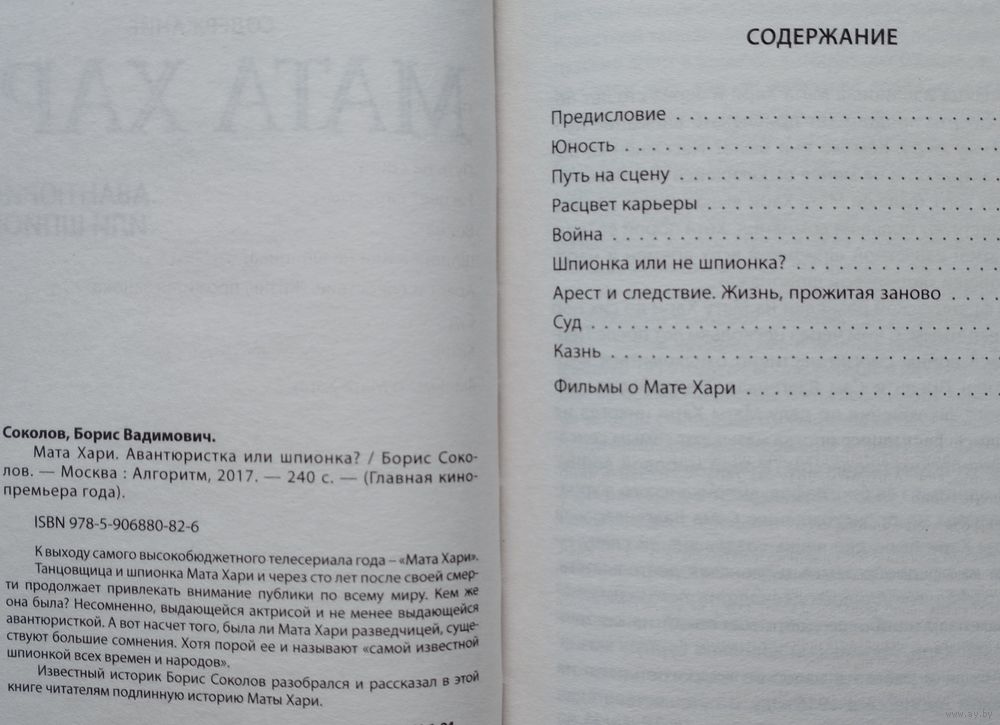 Соколов, Борис Вадимович.
Мата Хари. Авантюристка или шпионка? / Борис Соко-
лов. — Москва : Алгоритм, 2017. — 240 с. — (Главная кино-
премьера года).
ISBN 978-5-906880-82-6
К выходу самого высокобюджетного телесериала года – «Мата Хари».
Танцовщица и шпионка Мата Хари и через сто лет после своей смер-
ти продолжает привлекать внимание публики по всему миру. Кем же
она была? Несомненно, выдающейся актрисой и не менее выдающейся
авантюристкой. А вот насчет того, была ли Мата Хари разведчицей, суще-
ствуют большие сомнения. Хотя порой ее и называют «самой известной
шпионкой всех времен и народов».
Известный историк Борис Соколов разобрался и рассказал в этой
книге читателям подлинную историю Маты Хари.
СОДЕРЖАНИЕ
Предисловие
Юность
Путь на сцену
Расцвет карьеры
Война
Шпионка или не шпионка?
Арест и следствие. Жизнь, прожитая заново
Суд
Казнь
Фильмы о Мате Хари
www.ay.by